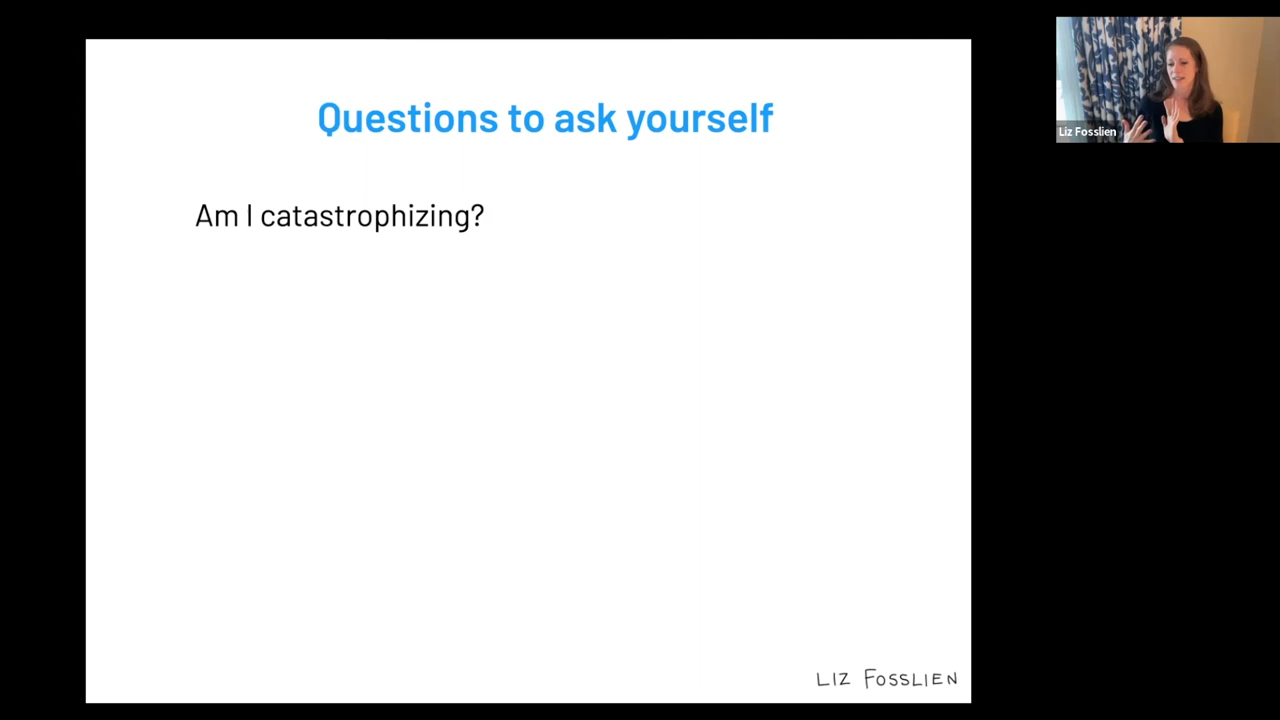 Questions to ask yourself
Liz Fosslien
Am I catastrophizing?
LIZ FOSSLIEN